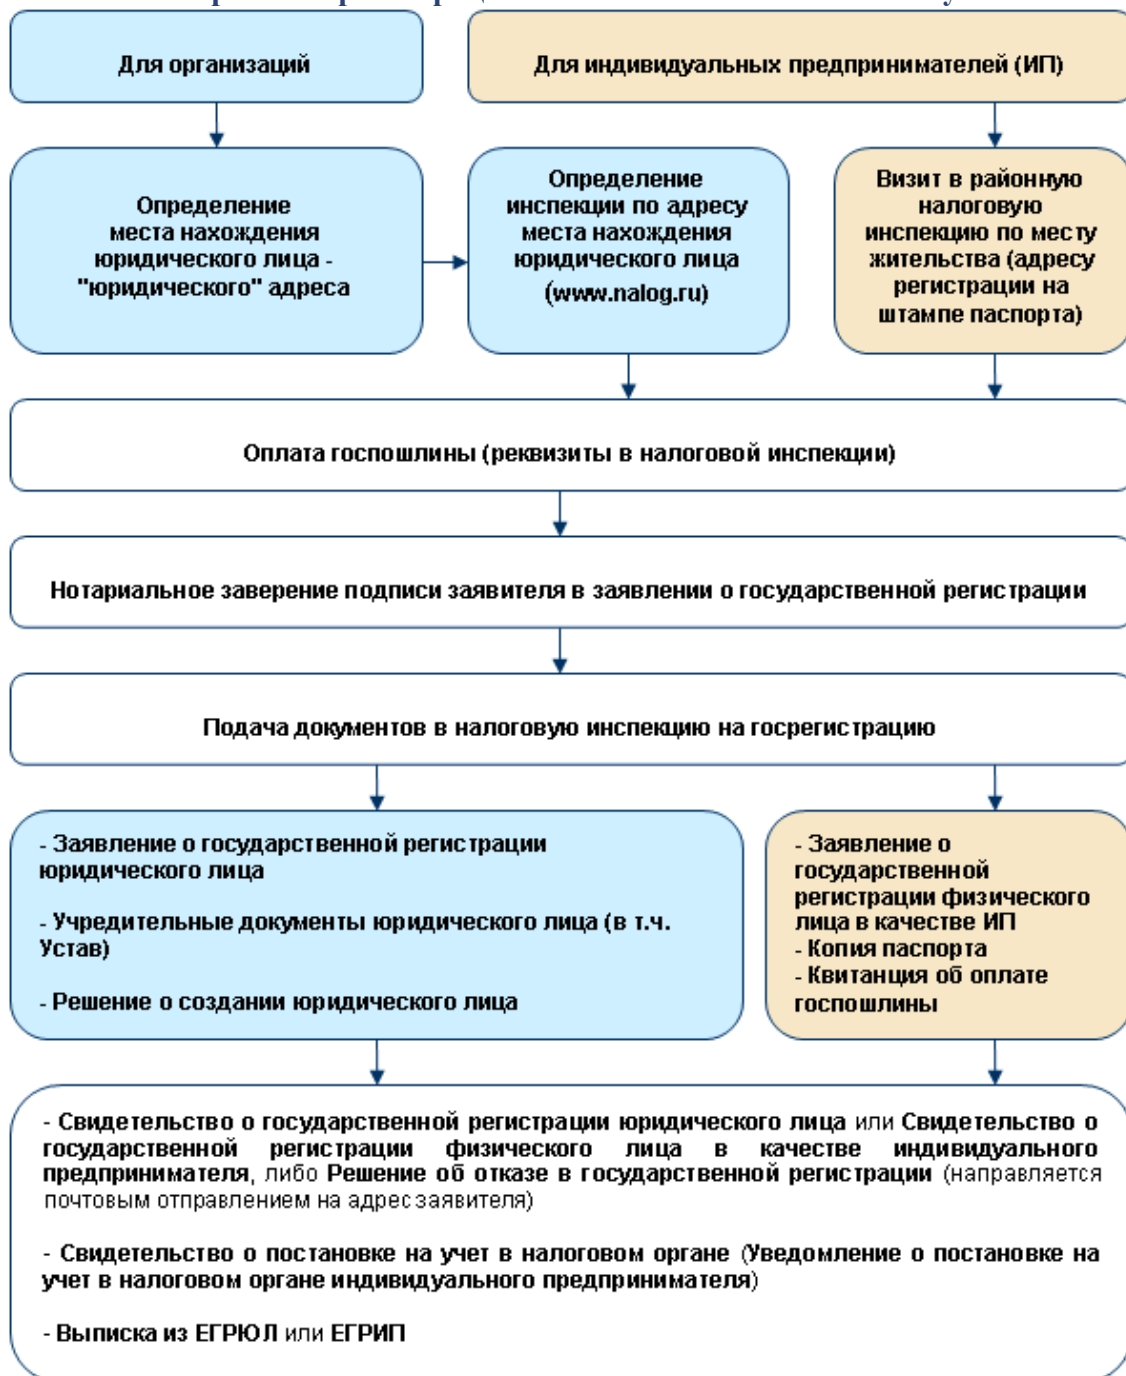 Для организаций
Для индивидуальных предпринимателей (ИП)
Определение
места нахождения
юридического лица -
"юридического" адреса
Определение
инспекции по адресу
места нахождения
юридического лица
(www.nalog.ru)
Визит в районную
налоговую
инспекцию по месту
жительства (адресу
регистрации на
штампе паспорта)
Оплата госпошлины (реквизиты в налоговой инспекции)
Нотариальное заверение подписи заявителя в заявлении о государственной регистрации
Подача документов в налоговую инспекцию на госрегистрацию
- Заявление о государственной регистрации
юридического лица
- Учредительные документы юридического лица (в т.ч.
Устав)
- Решение о создании юридического лица
- Заявление о
государственной
регистрации физического
лица в качестве ИП
- Копия паспорта
- Квитанция об оплате
госпошлины
- Свидетельство о государственной регистрации юридического лица или Свидетельство о
государственной регистрации физического лица в качестве индивидуального
предпринимателя, либо Решение об отказе в государственной регистрации (направляется
почтовым отправлением на адрес заявителя)
- Свидетельство о постановке на учет в налоговом органе (Уведомление о постановке на
учет в налоговом органе индивидуального предпринимателя)
- Выписка из ЕГРЮЛ или ЕГРИП